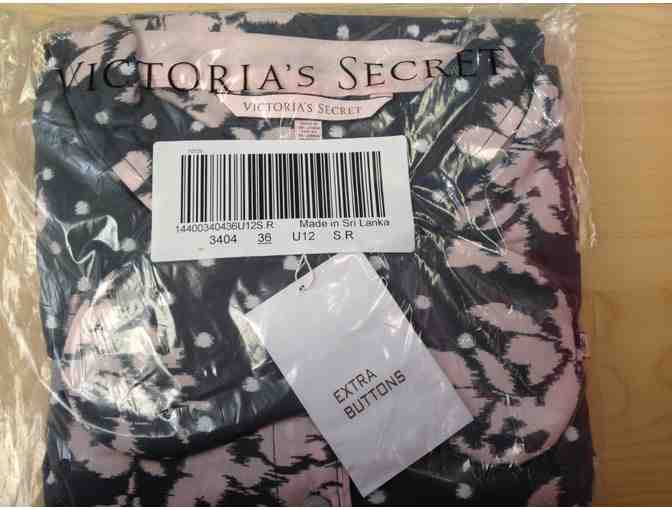 VICTORIA'S SECRET
VICTORIA'S SECRET
14400340436U12S.R Made in Sri Lanka
3404 36 U12 S.R
EXTRA
BUTTONS